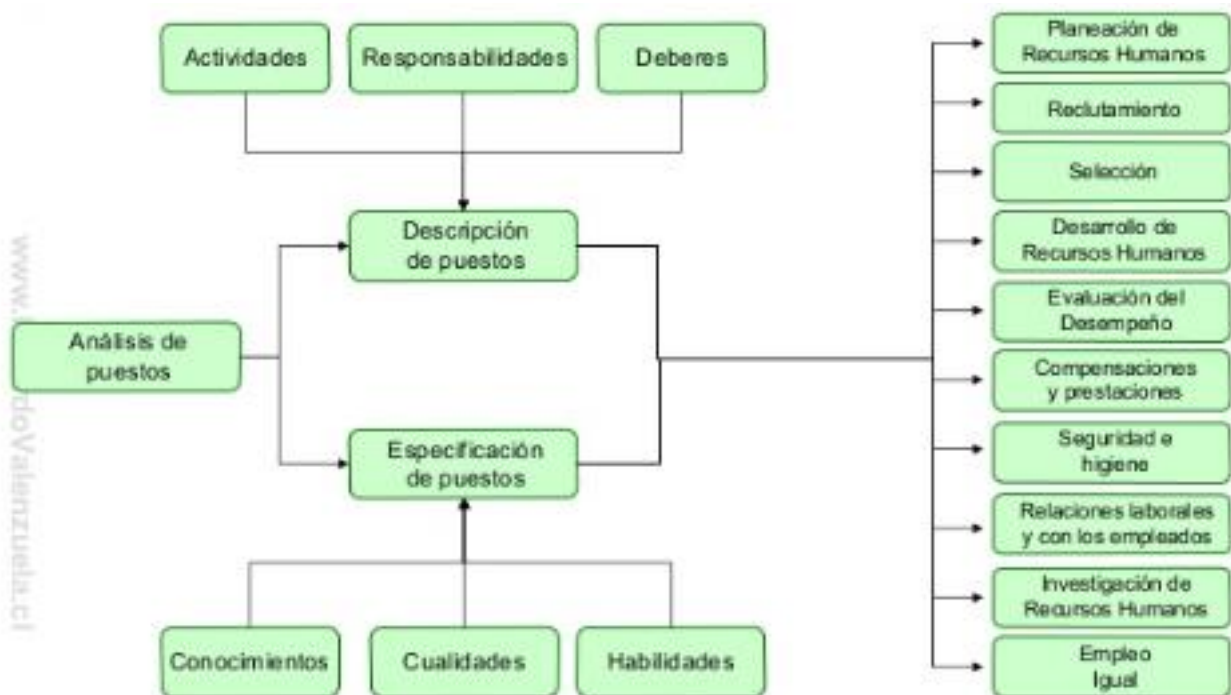 Actividades
Responsabilidades
Deberes
Descripción
de puestos
Análisis de
puestos
Especificación
de puestos
Conocimientos
Cualidades
Habilidades
Planeación de
Recursos Humanos
Reclutamiento
Selección
Desarrollo de
Recursos Humanos
Evaluación del
Desempeño
Compensaciones
y prestaciones
Seguridad e
higiene
Relaciones laborales
y con los empleados
Investigación de
Recursos Humanos
Empleo
Igual